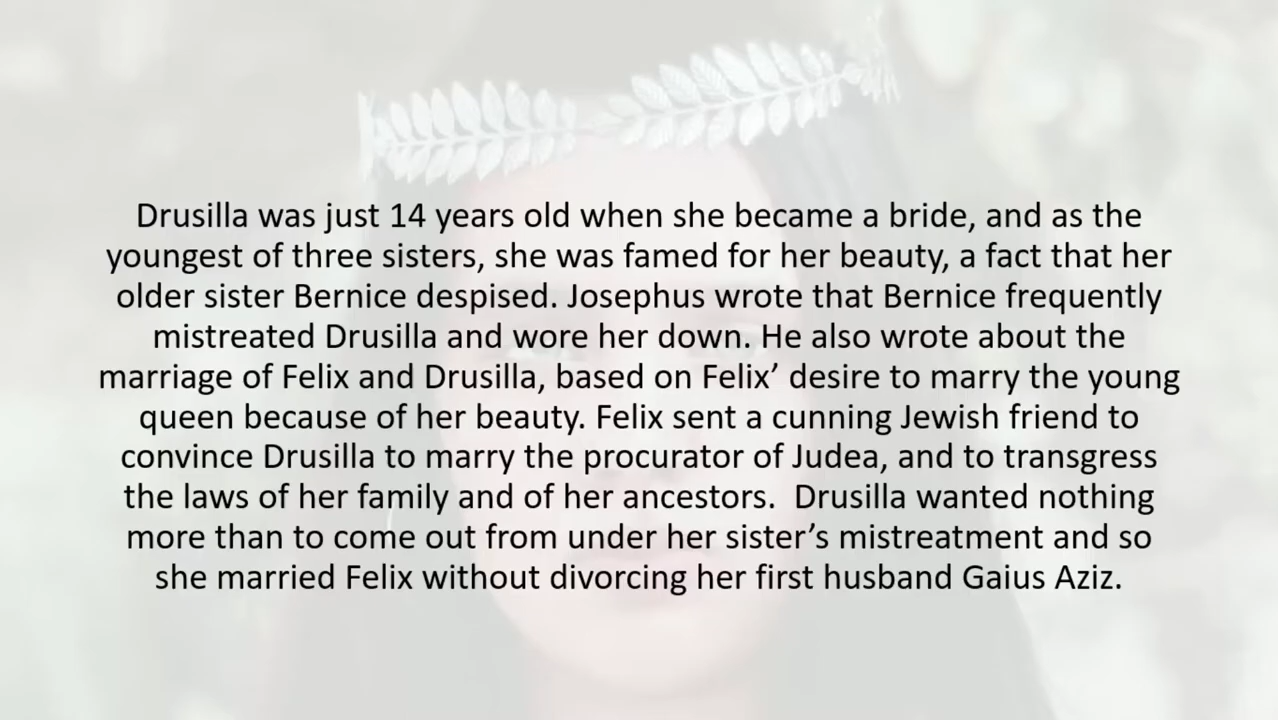 Drusilla was just 14 years old when she became a bride, and as the
youngest of three sisters, she was famed for her beauty, a fact that her
older sister Bernice despised. Josephus wrote that Bernice frequently
mistreated Drusilla and wore her down. He also wrote about the
marriage of Felix and Drusilla, based on Felix’ desire to marry the young
queen because of her beauty. Felix sent a cunning Jewish friend to
convince Drusilla to marry the procurator of Judea, and to transgress
the laws of her family and of her ancestors.  Drusilla wanted nothing
more than to come out from under her sister’s mistreatment and so
she married Felix without divorcing her first husband Gaius Aziz.